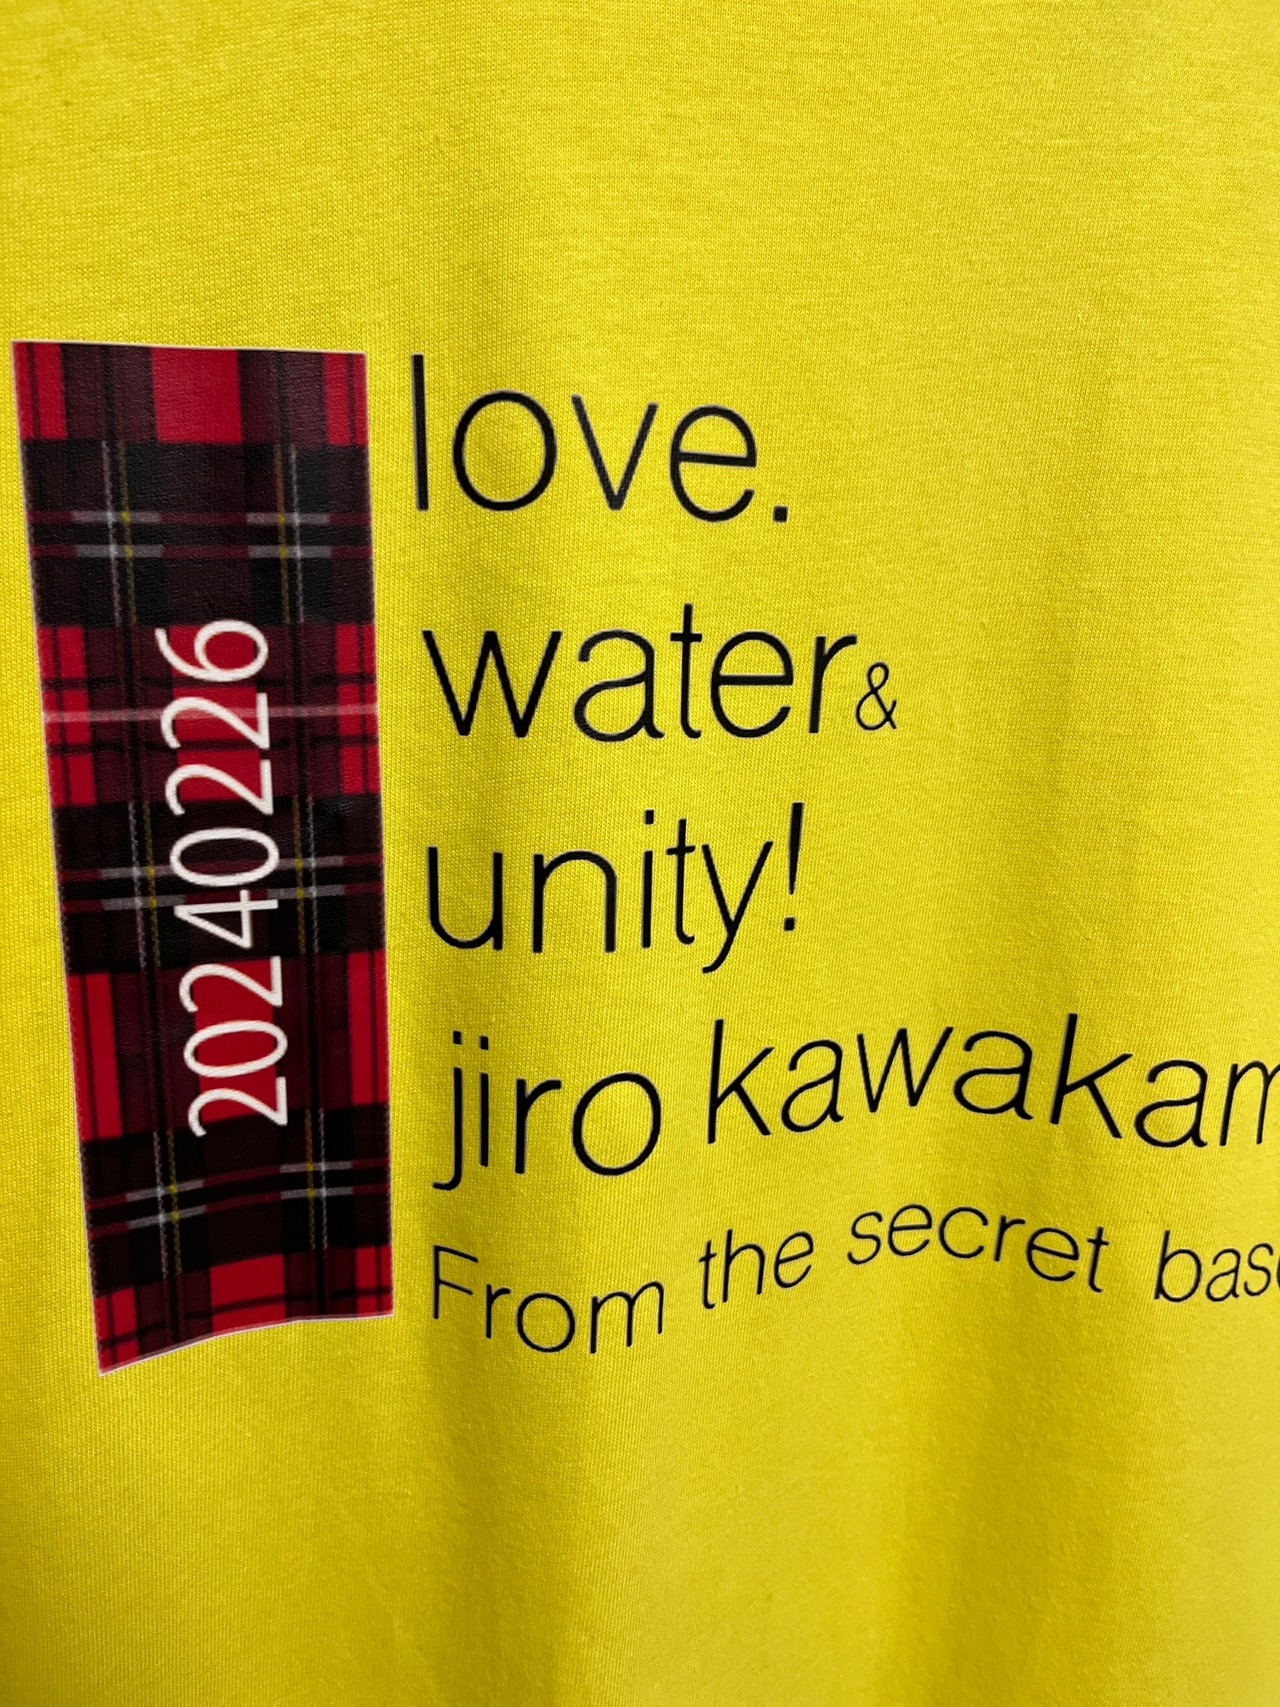 20240226
love.
water&
unity!
jiro kawakam
From the secret bas